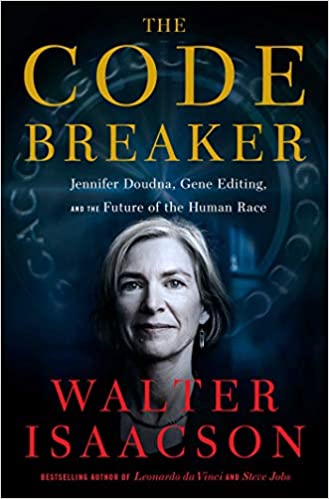 THE
CODE
BREAKER
Jennifer Doudna, Gene Editing,
AND THE Future of the Human Race
WALTER
ISAACSON
BESTSELLING AUTHOR OF Leonardo da Vinci AND Steve Jobs